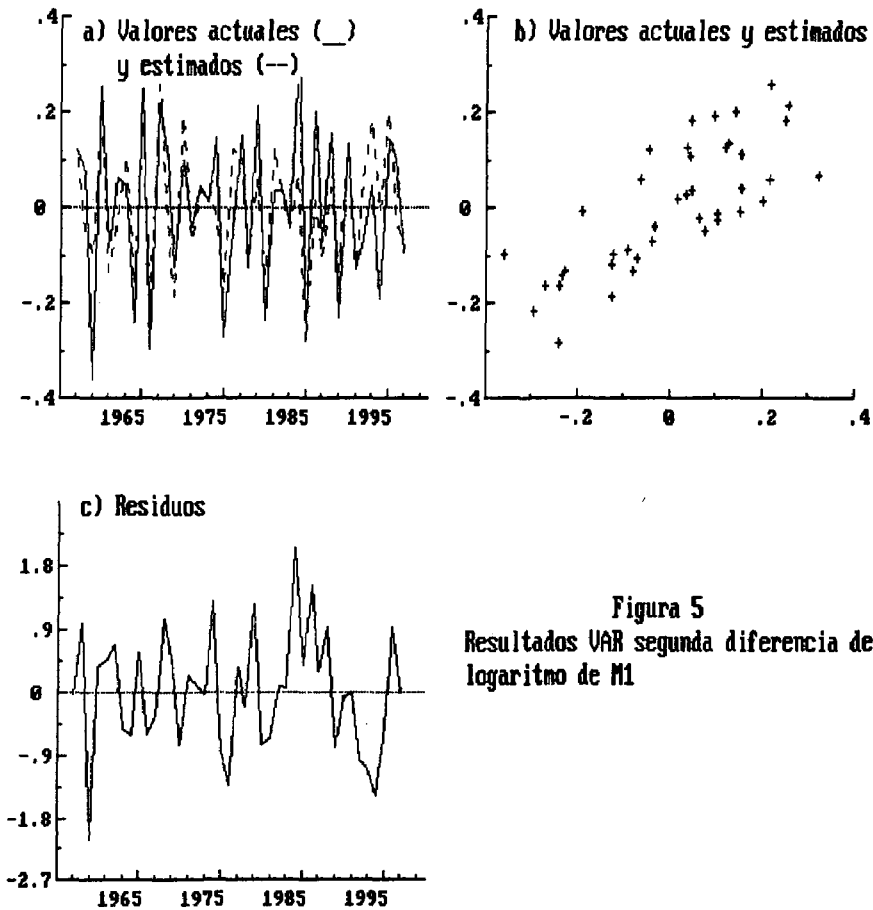 a) Valores actuales (__)
y estimados (--)
.4
.2
0
-.2
-.4
1965 1975 1985 1995
b) Valores actuales y estimados
.4
.2
0
-.2
-.4
-.2 0 .2 .4
c) Residuos
1.8
.9
0
-.9
-1.8
-2.7
1965 1975 1985 1995
Figura 5
Resultados VAR segunda diferencia de
logaritmo de M1